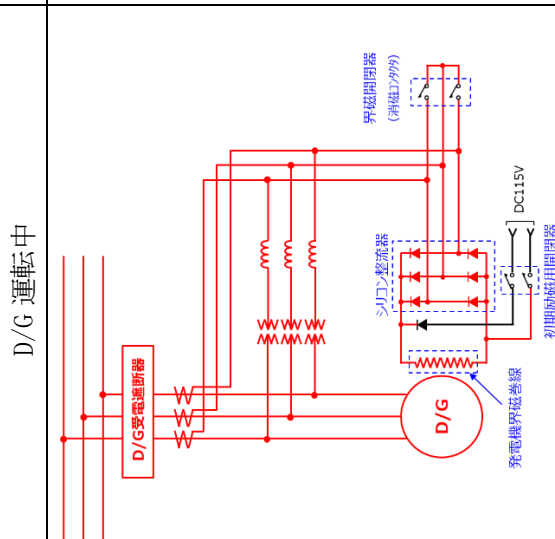 D/G 運転中
界磁開閉器
(消磁コンタクタ)
シリコン整流器
DC115V
初期励磁用開閉器
D/G受電遮断器
D/G
発電機界磁巻線